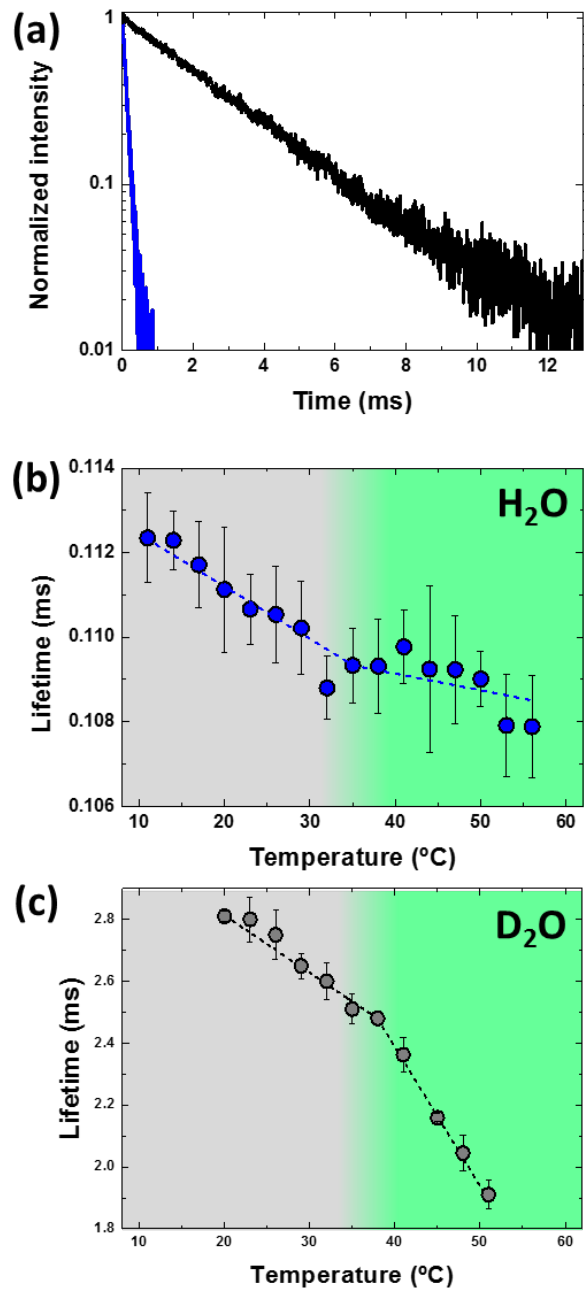 (a)
1
0.1
0.01
Normalized intensity
0 2 4 6 8 10 12
Time (ms)
(b)
H₂O
0.114
0.112
0.110
0.108
0.106
Lifetime (ms)
10 20 30 40 50 60
Temperature (ºC)
(c)
D₂O
2.8
2.6
2.4
2.2
2.0
1.8
Lifetime (ms)
10 20 30 40 50 60
Temperature (ºC)